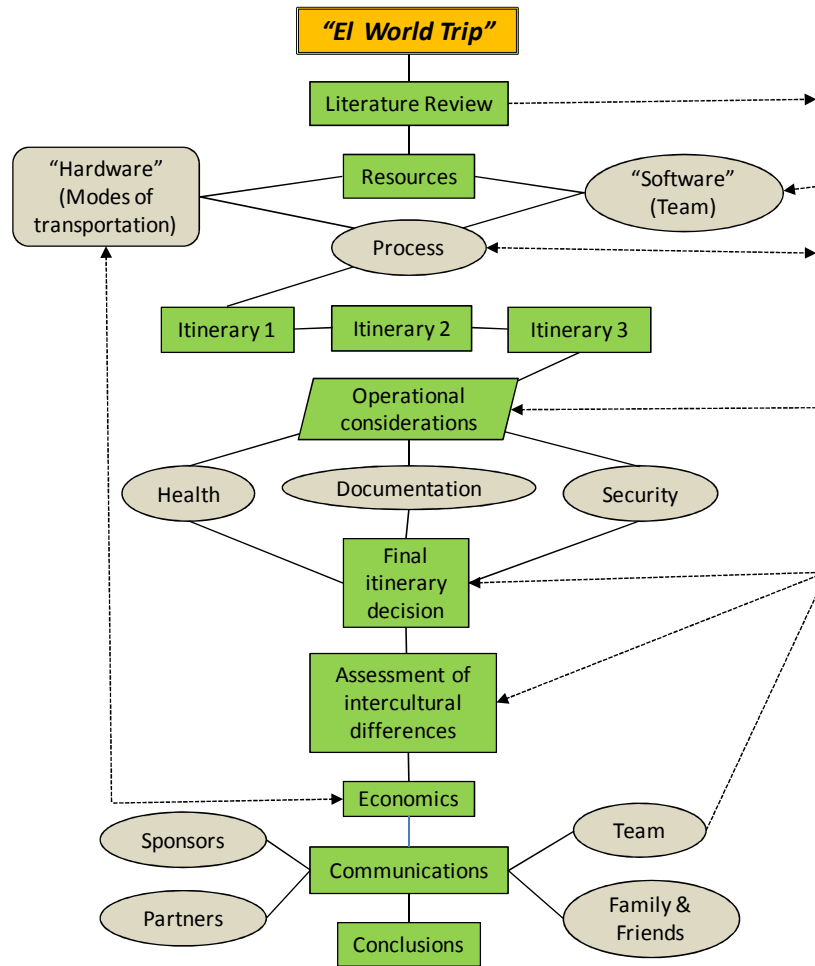 “El World Trip”
Literature Review
“Hardware”
(Modes of
transportation)
Resources
“Software”
(Team)
Process
Itinerary 1
Itinerary 2
Itinerary 3
Operational
considerations
Health
Documentation
Security
Final
itinerary
decision
Assessment of
intercultural
differences
Economics
Sponsors
Team
Communications
Partners
Family &
Friends
Conclusions